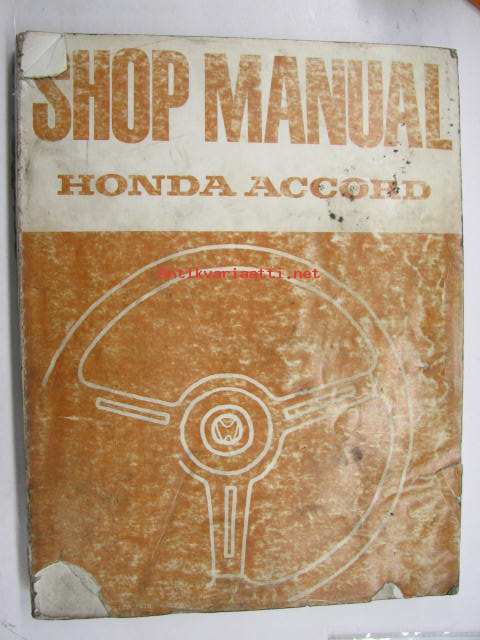 SHOP MANUAL
HONDA ACCORD
Antikvariaatti.net